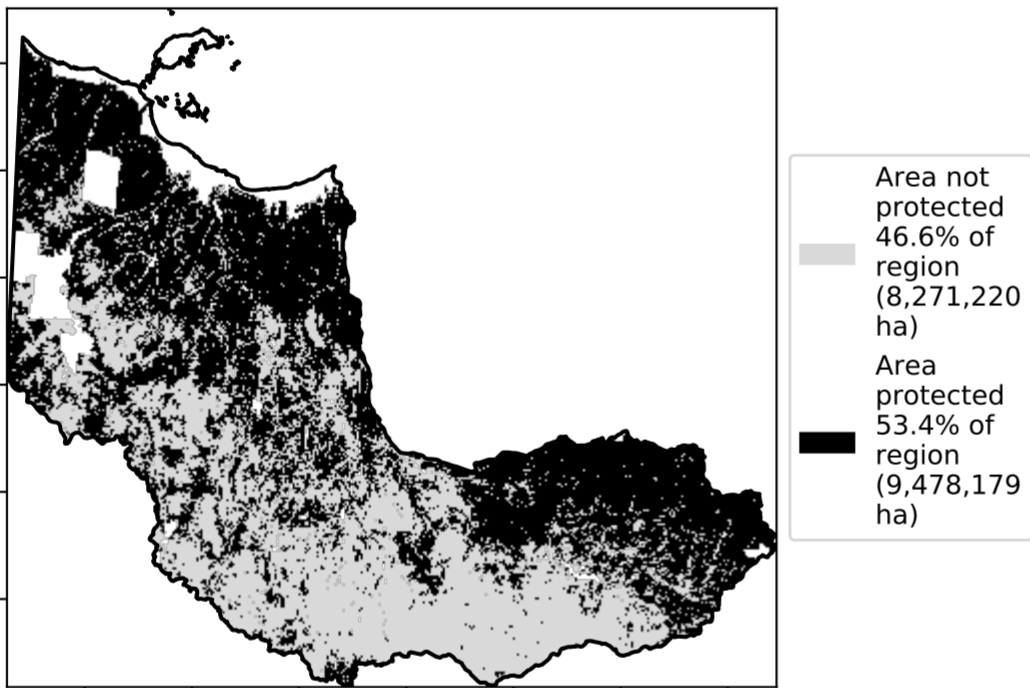 Area not
protected
46.6% of
region
(8,271,220
ha)
Area
protected
53.4% of
region
(9,478,179
ha)